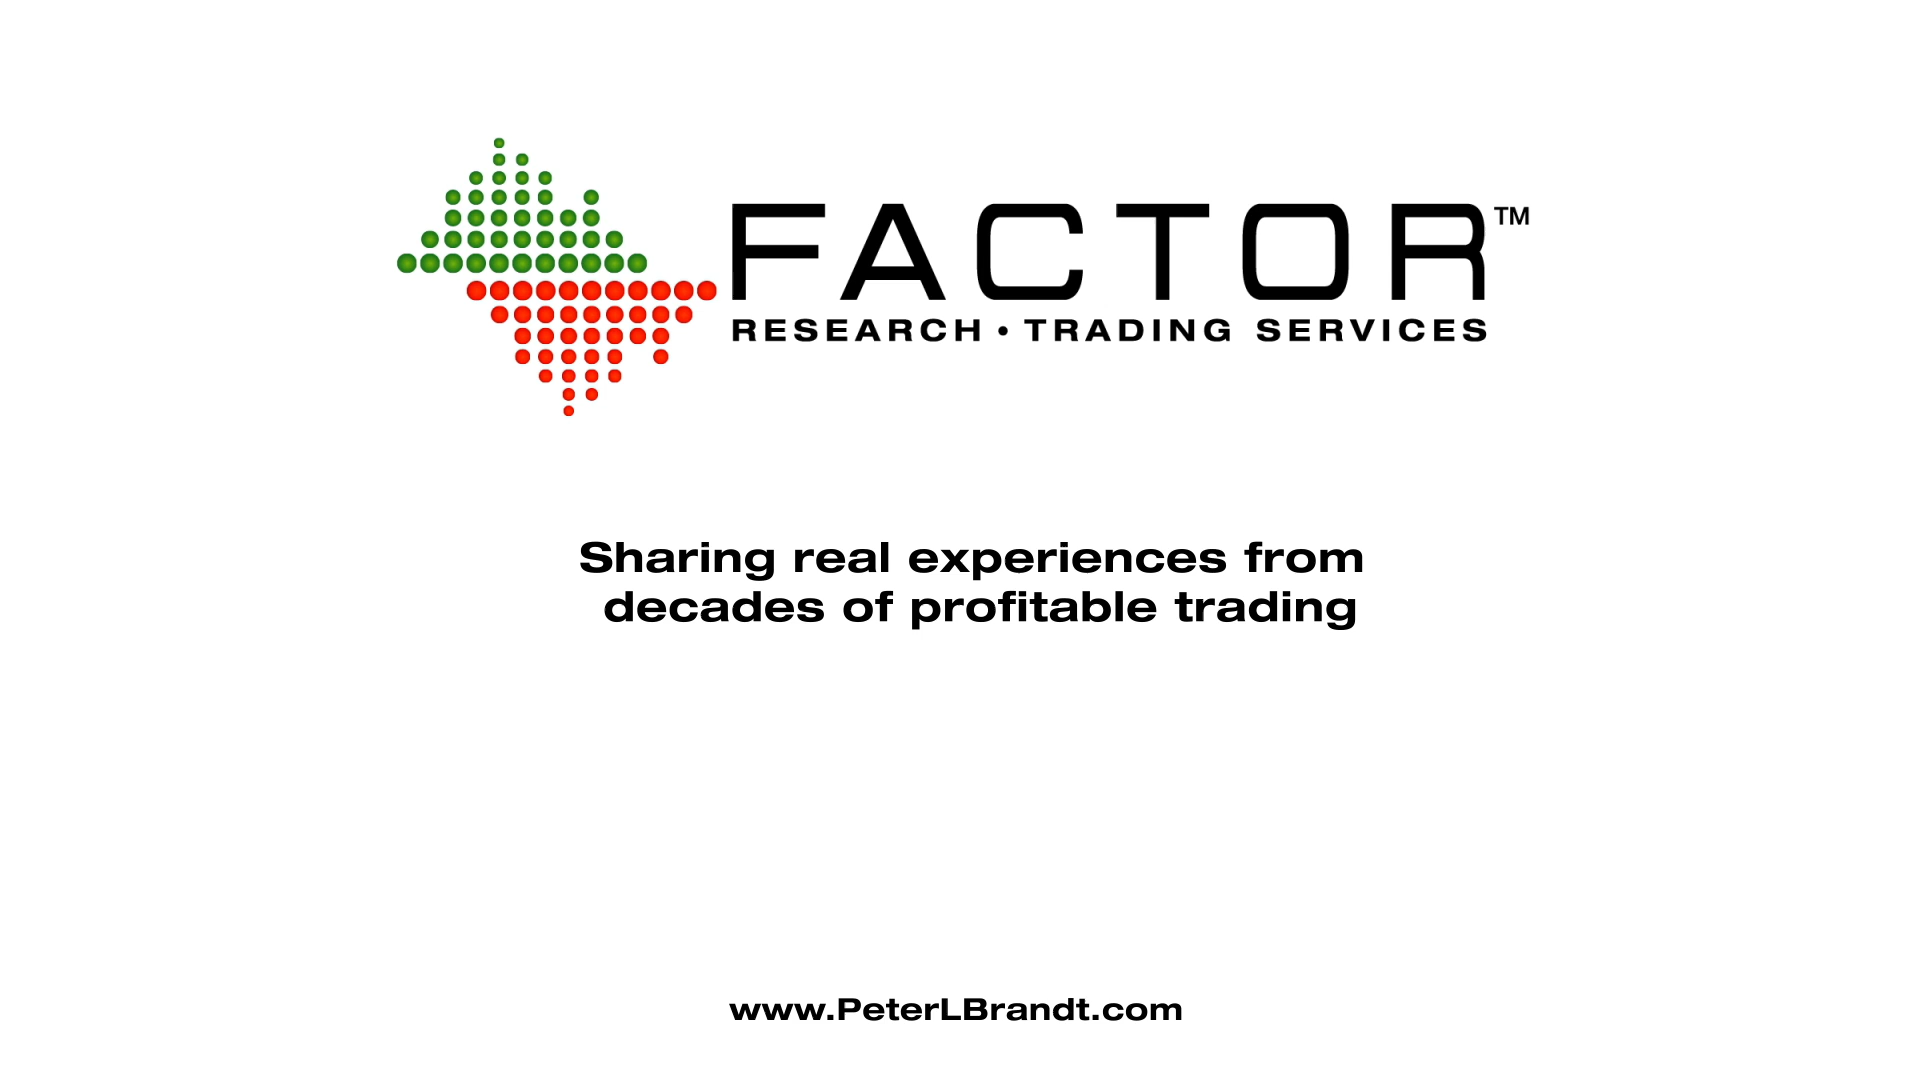 FACTOR™
RESEARCH • TRADING SERVICES
Sharing real experiences from
decades of profitable trading
www.PeterLBrandt.com